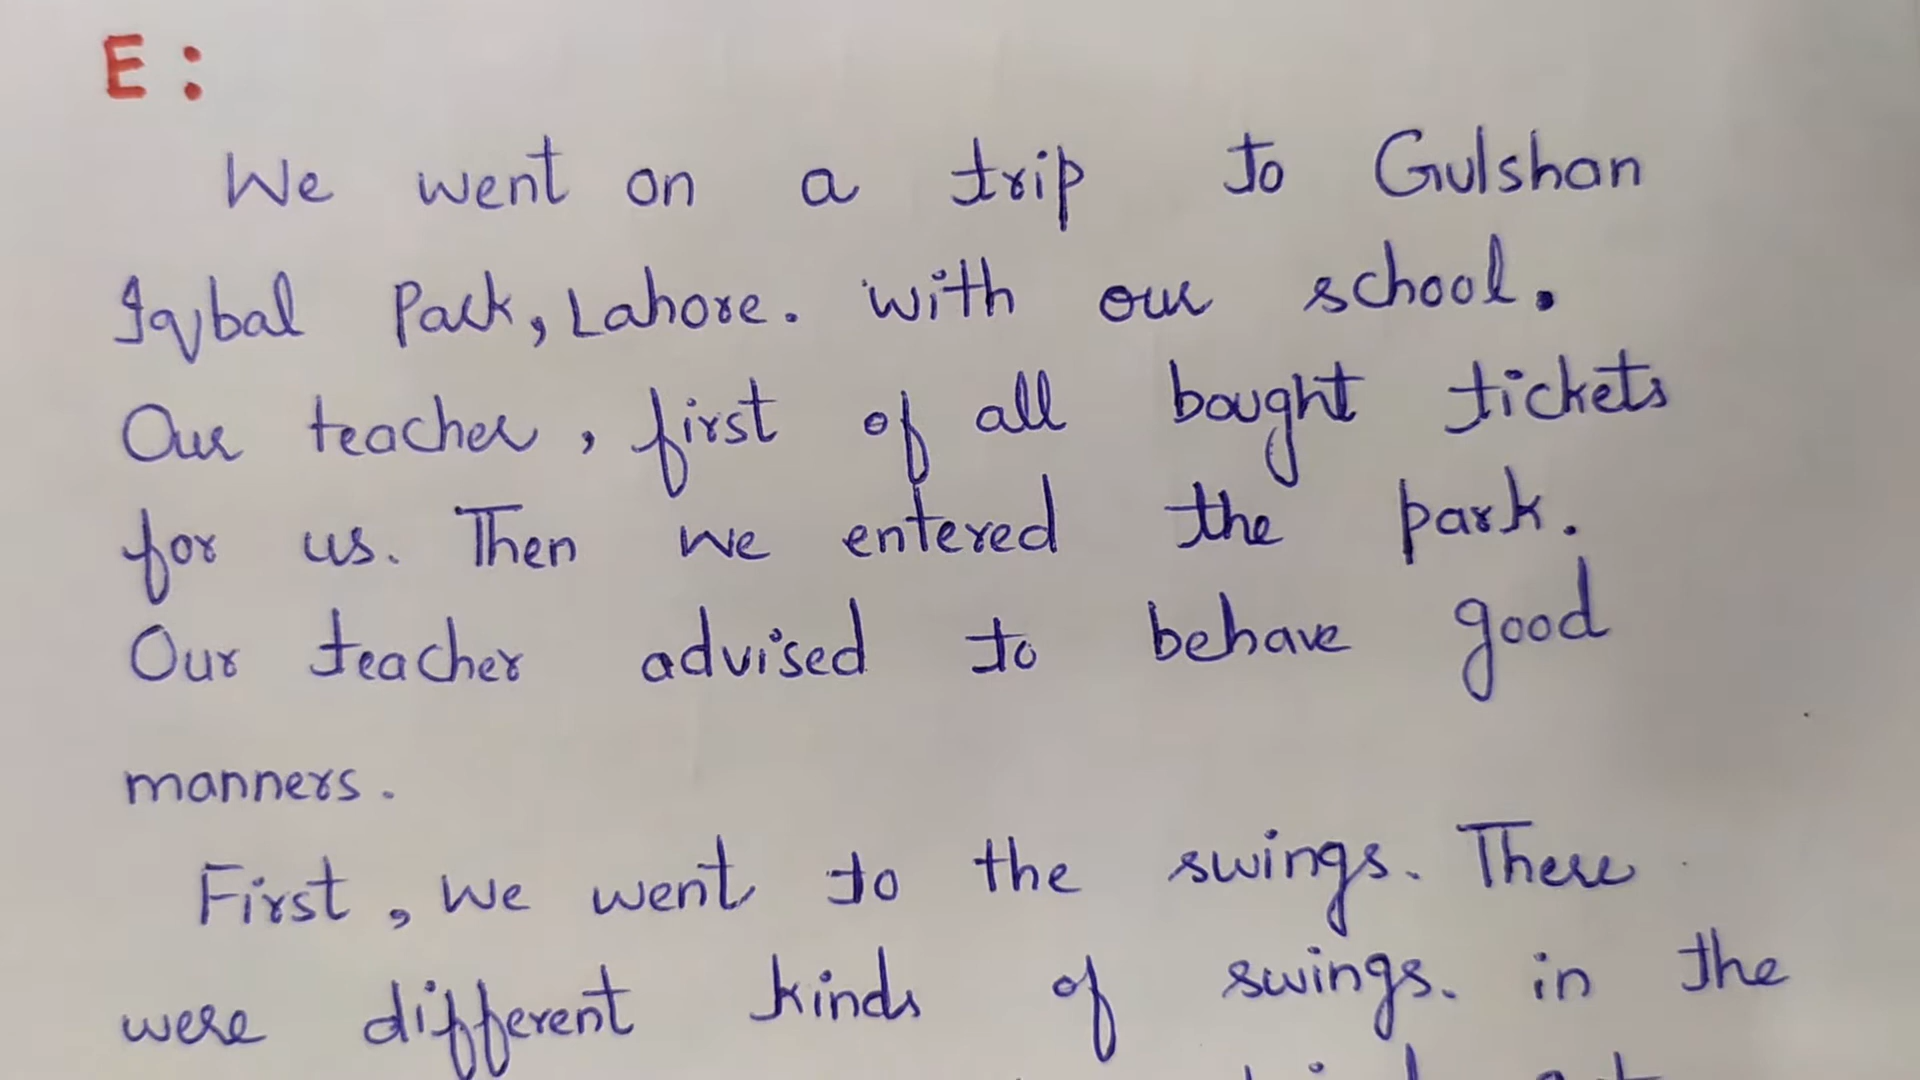 E:
We went on a trip to Gulshan
Iqbal Park, Lahore. with our school.
Our teacher, first of all bought tickets
for us. Then we entered the park.
Our teacher advised to behave good
manners.
First, we went to the swings. There
were different kinds of swings. in the